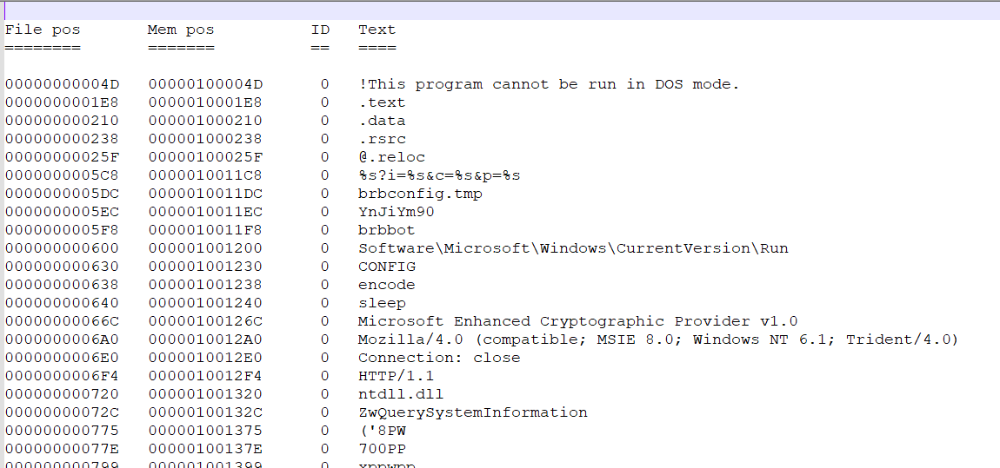 File pos Mem pos ID Text
======== ======= == ====
00000000004D 00000100004D 0 !This program cannot be run in DOS mode.
0000000001E8 0000010001E8 0 .text
000000000210 000001000210 0 .data
000000000238 000001000238 0 .rsrc
00000000025F 00000100025F 0 @.reloc
0000000005C8 0000010011C8 0 %s?i=%s&c=%s&p=%s
0000000005DC 0000010011DC 0 brbconfig.tmp
0000000005EC 0000010011EC 0 YnJiYm90
0000000005F8 0000010011F8 0 brbbot
000000000600 000001001200 0 Software\Microsoft\Windows\CurrentVersion\Run
000000000630 000001001230 0 CONFIG
000000000638 000001001238 0 encode
000000000640 000001001240 0 sleep
00000000066C 00000100126C 0 Microsoft Enhanced Cryptographic Provider v1.0
0000000006A0 0000010012A0 0 Mozilla/4.0 (compatible; MSIE 8.0; Windows NT 6.1; Trident/4.0)
0000000006E0 0000010012E0 0 Connection: close
0000000006F4 0000010012F4 0 HTTP/1.1
000000000720 000001001320 0 ntdll.dll
00000000072C 00000100132C 0 ZwQuerySystemInformation
000000000775 000001001375 0 ('8PW
00000000077E 00000100137E 0 700PP
000000000799 000001001399 0